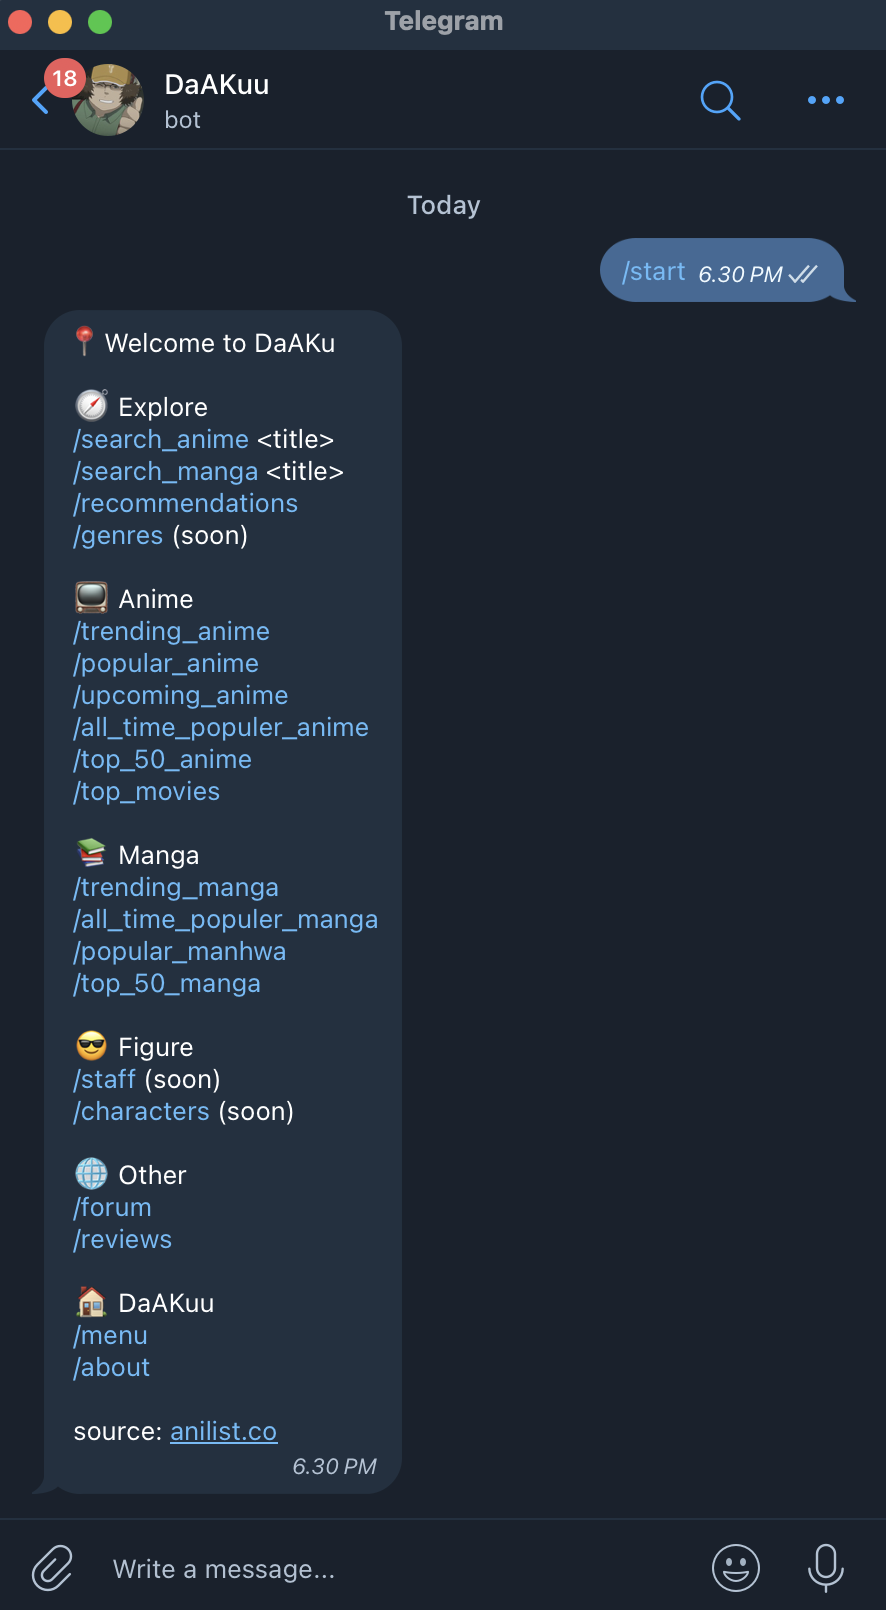 Telegram
18
DaAKuu
bot
Today
/start 6.30 PM
📍 Welcome to DaAKu
🧭 Explore
/search_anime <title>
/search_manga <title>
/recommendations
/genres (soon)
📺 Anime
/trending_anime
/popular_anime
/upcoming_anime
/all_time_populer_anime
/top_50_anime
/top_movies
📚 Manga
/trending_manga
/all_time_populer_manga
/popular_manhwa
/top_50_manga
😎 Figure
/staff (soon)
/characters (soon)
🌐 Other
/forum
/reviews
🏠 DaAKuu
/menu
/about
source: anilist.co
6.30 PM
Write a message...